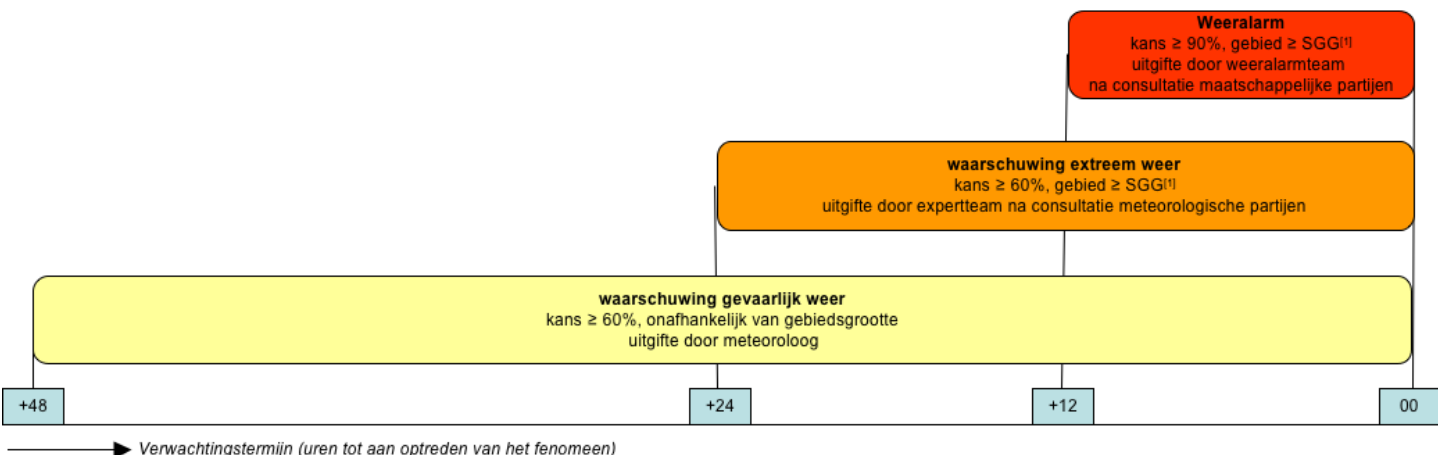 Weeralarm
kans ≥ 90%, gebied ≥ SGG[1]
uitgifte door weeralarmteam
na consultatie maatschappelijke partijen
waarschuwing extreem weer
kans ≥ 60%, gebied ≥ SGG[1]
uitgifte door expertteam na consultatie meteorologische partijen
waarschuwing gevaarlijk weer
kans ≥ 60%, onafhankelijk van gebiedsgrootte
uitgifte door meteoroloog
+48
+24
+12
00
Verwachtingstermijn (uren tot aan optreden van het fenomeen)